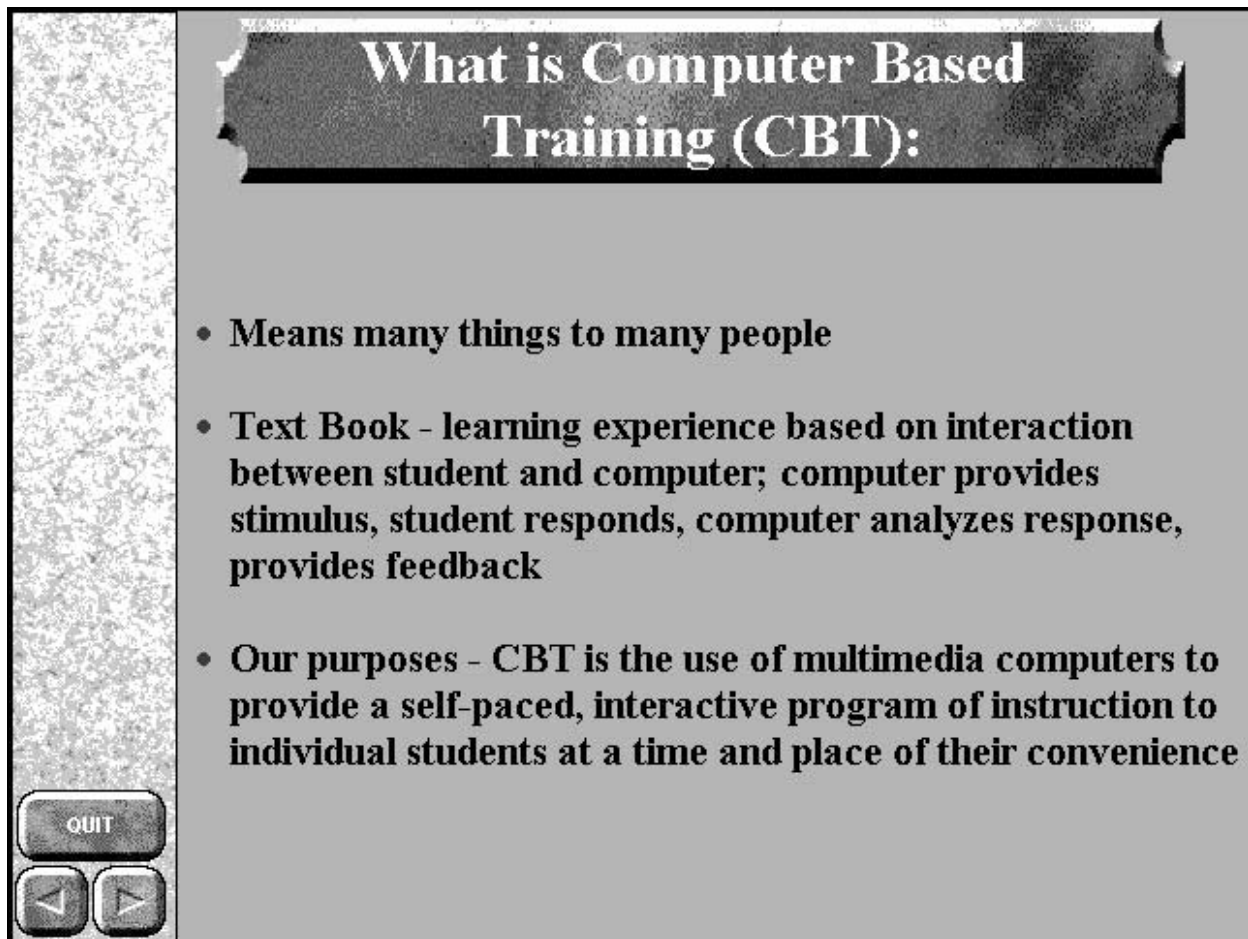 What is Computer Based
Training (CBT):
• Means many things to many people
• Text Book - learning experience based on interaction
between student and computer; computer provides
stimulus, student responds, computer analyzes response,
provides feedback
• Our purposes - CBT is the use of multimedia computers to
provide a self-paced, interactive program of instruction to
individual students at a time and place of their convenience
QUIT